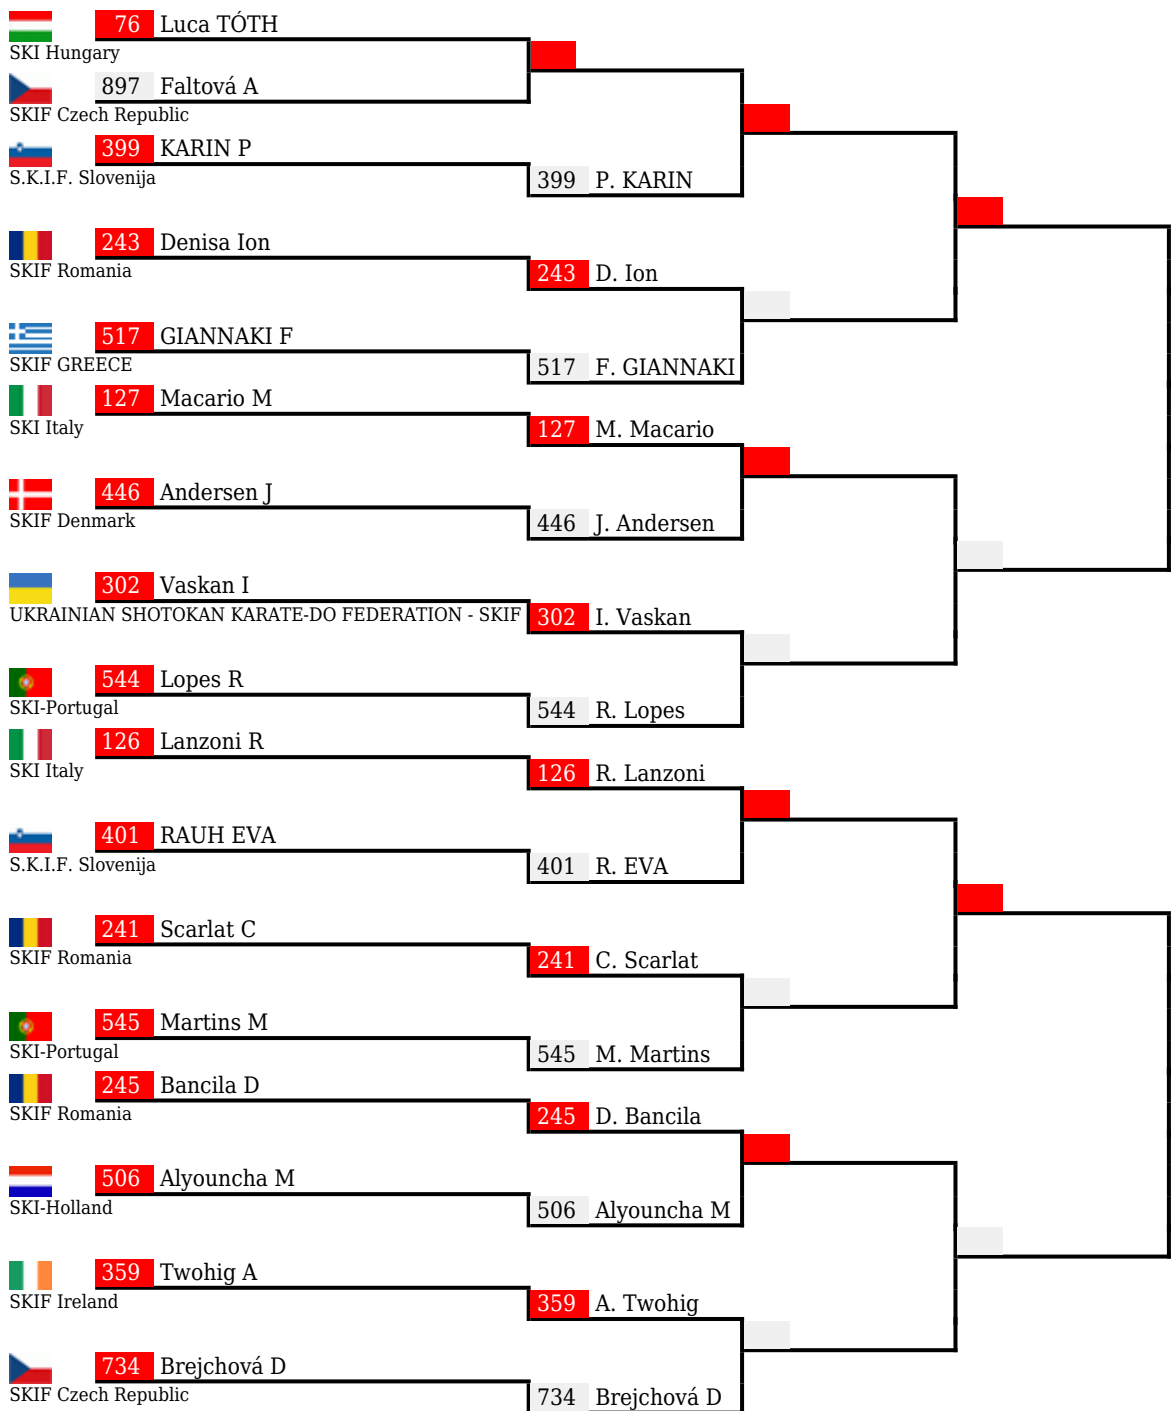 76 Luca TÓTH
SKI Hungary
897 Faltová A
SKIF Czech Republic
399 KARIN P
S.K.I.F. Slovenija
399 P. KARIN
243 Denisa Ion
SKIF Romania
243 D. Ion
517 GIANNAKI F
SKIF GREECE
517 F. GIANNAKI
127 Macario M
SKI Italy
127 M. Macario
446 Andersen J
SKIF Denmark
446 J. Andersen
302 Vaskan I
UKRAINIAN SHOTOKAN KARATE-DO FEDERATION - SKIF
302 I. Vaskan
544 Lopes R
SKI-Portugal
544 R. Lopes
126 Lanzoni R
SKI Italy
126 R. Lanzoni
401 RAUH EVA
S.K.I.F. Slovenija
401 R. EVA
241 Scarlat C
SKIF Romania
241 C. Scarlat
545 Martins M
SKI-Portugal
545 M. Martins
245 Bancila D
SKIF Romania
245 D. Bancila
506 Alyouncha M
SKI-Holland
506 Alyouncha M
359 Twohig A
SKIF Ireland
359 A. Twohig
734 Brejchová D
SKIF Czech Republic
734 Brejchová D